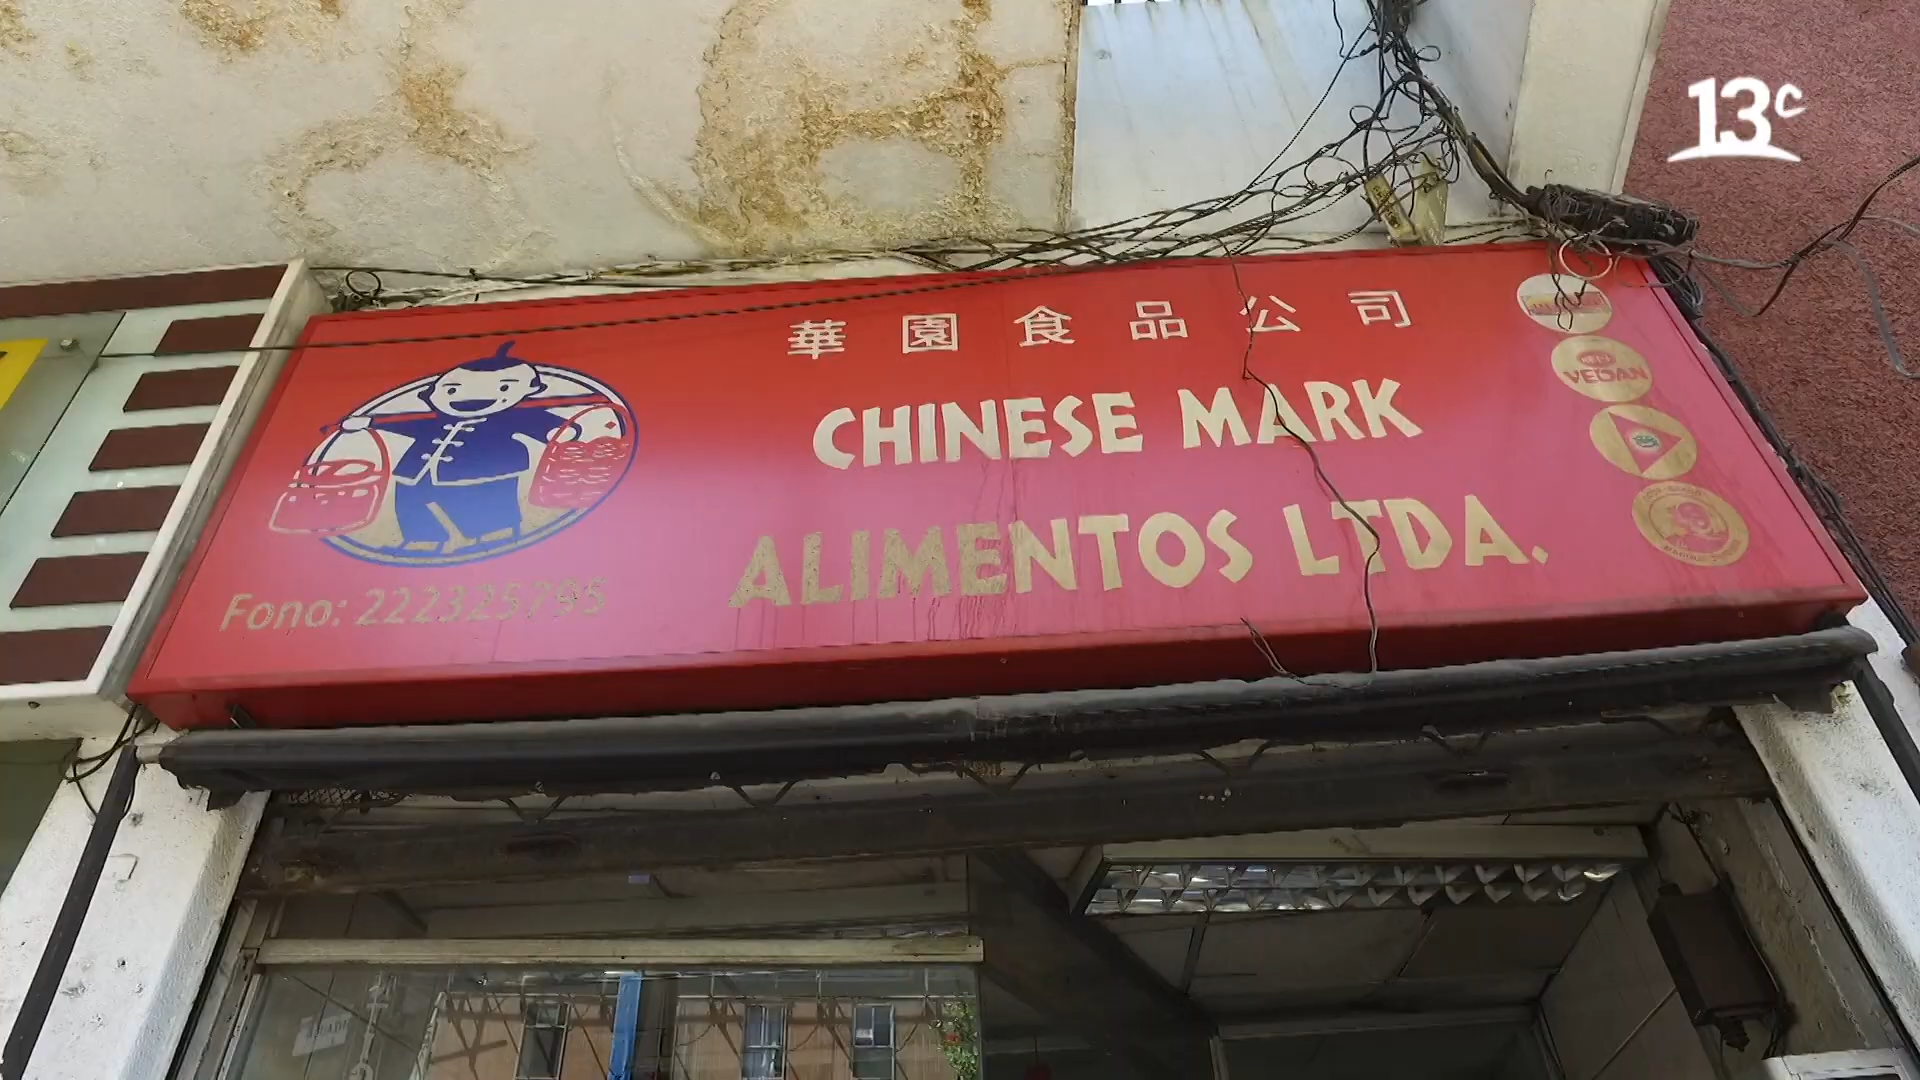 13c
華園食品公司
CHINESE MARK
ALIMENTOS LTDA.
Fono: 222325795
VEGAN